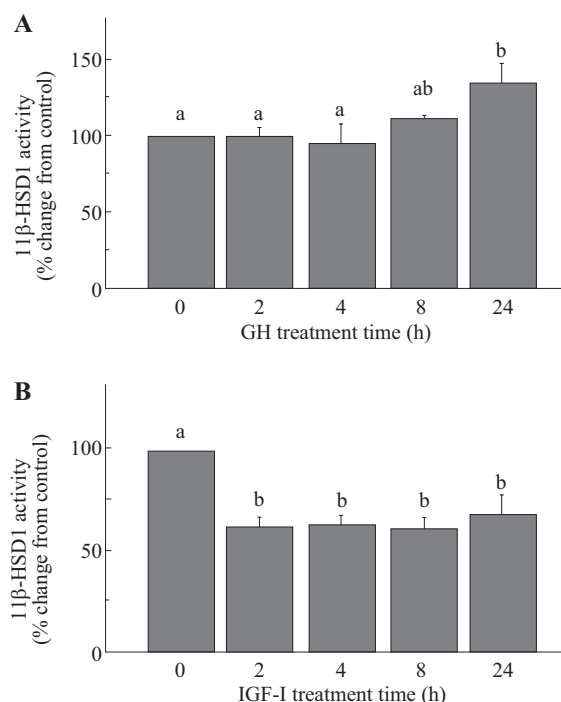 A
11β-HSD1 activity
(% change from control)
150
100
50
0
a
a
a
ab
b
0 2 4 8 24
GH treatment time (h)
B
11β-HSD1 activity
(% change from control)
100
50
0
a
b
b
b
b
0 2 4 8 24
IGF-I treatment time (h)